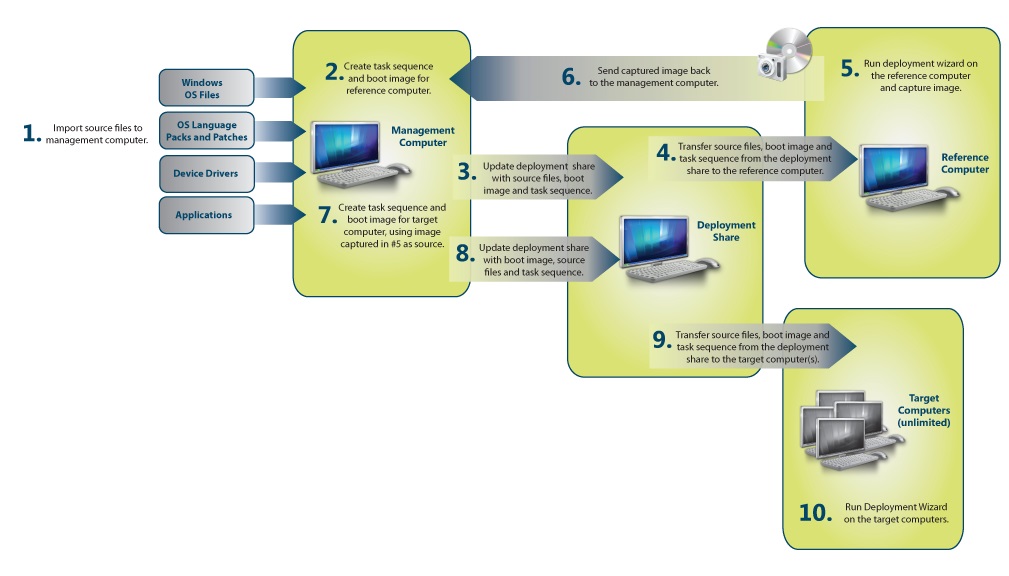 1. Import source files to
management computer.
Windows
OS Files
OS Language
Packs and Patches
Device Drivers
Applications
2. Create task sequence
and boot image for
reference computer.
Management
Computer
3. Update deployment share
with source files, boot
image and task sequence.
4. Transfer source files, boot image and
task sequence from the deployment
share to the reference computer.
5. Run deployment wizard on
the reference computer
and capture image.
Reference
Computer
6. Send captured image back
to the management computer.
7. Create task sequence and
boot image for target
computer, using image
captured in #5 as source.
8. Update deployment share
with boot image, source
files and task sequence.
Deployment
Share
9. Transfer source files, boot image and
task sequence from the deployment
share to the target computer(s).
Target
Computers
(unlimited)
10. Run Deployment Wizard
on the target computers.